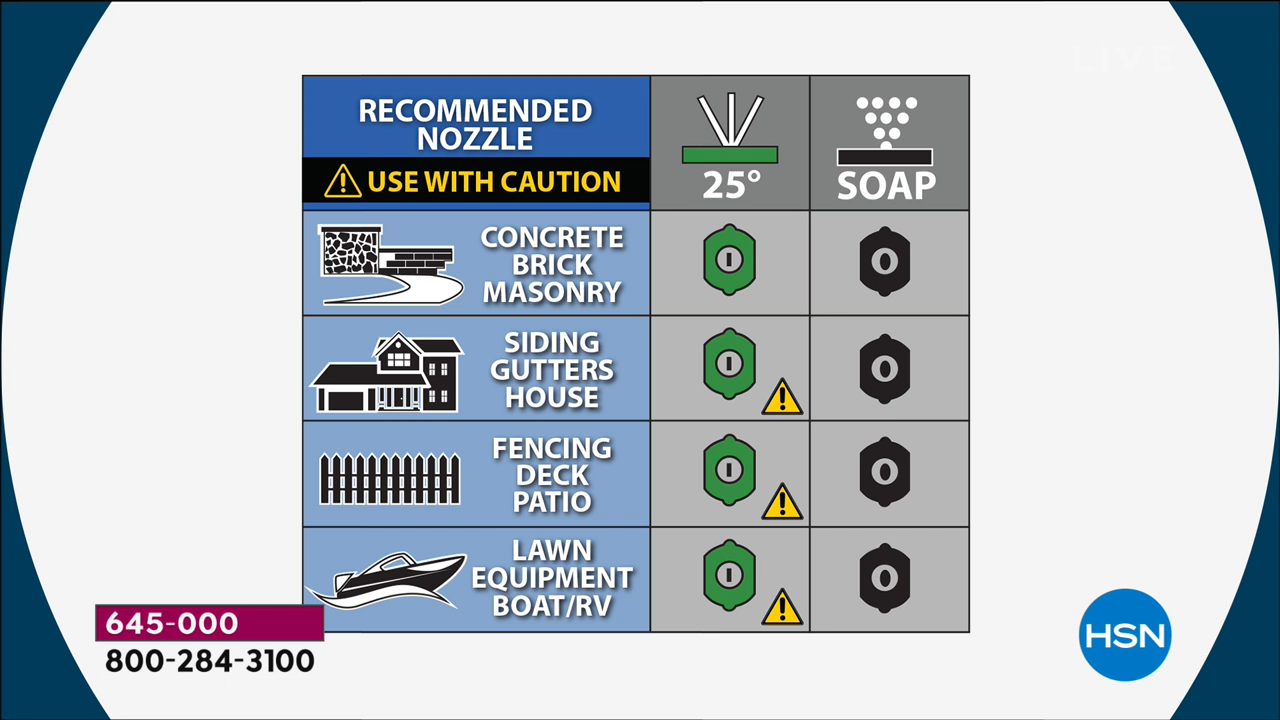 LIVE
RECOMMENDED
NOZZLE
USE WITH CAUTION
25°
SOAP
CONCRETE
BRICK
MASONRY
SIDING
GUTTERS
HOUSE
FENCING
DECK
PATIO
LAWN
EQUIPMENT
BOAT/RV
645-000
800-284-3100
HSN